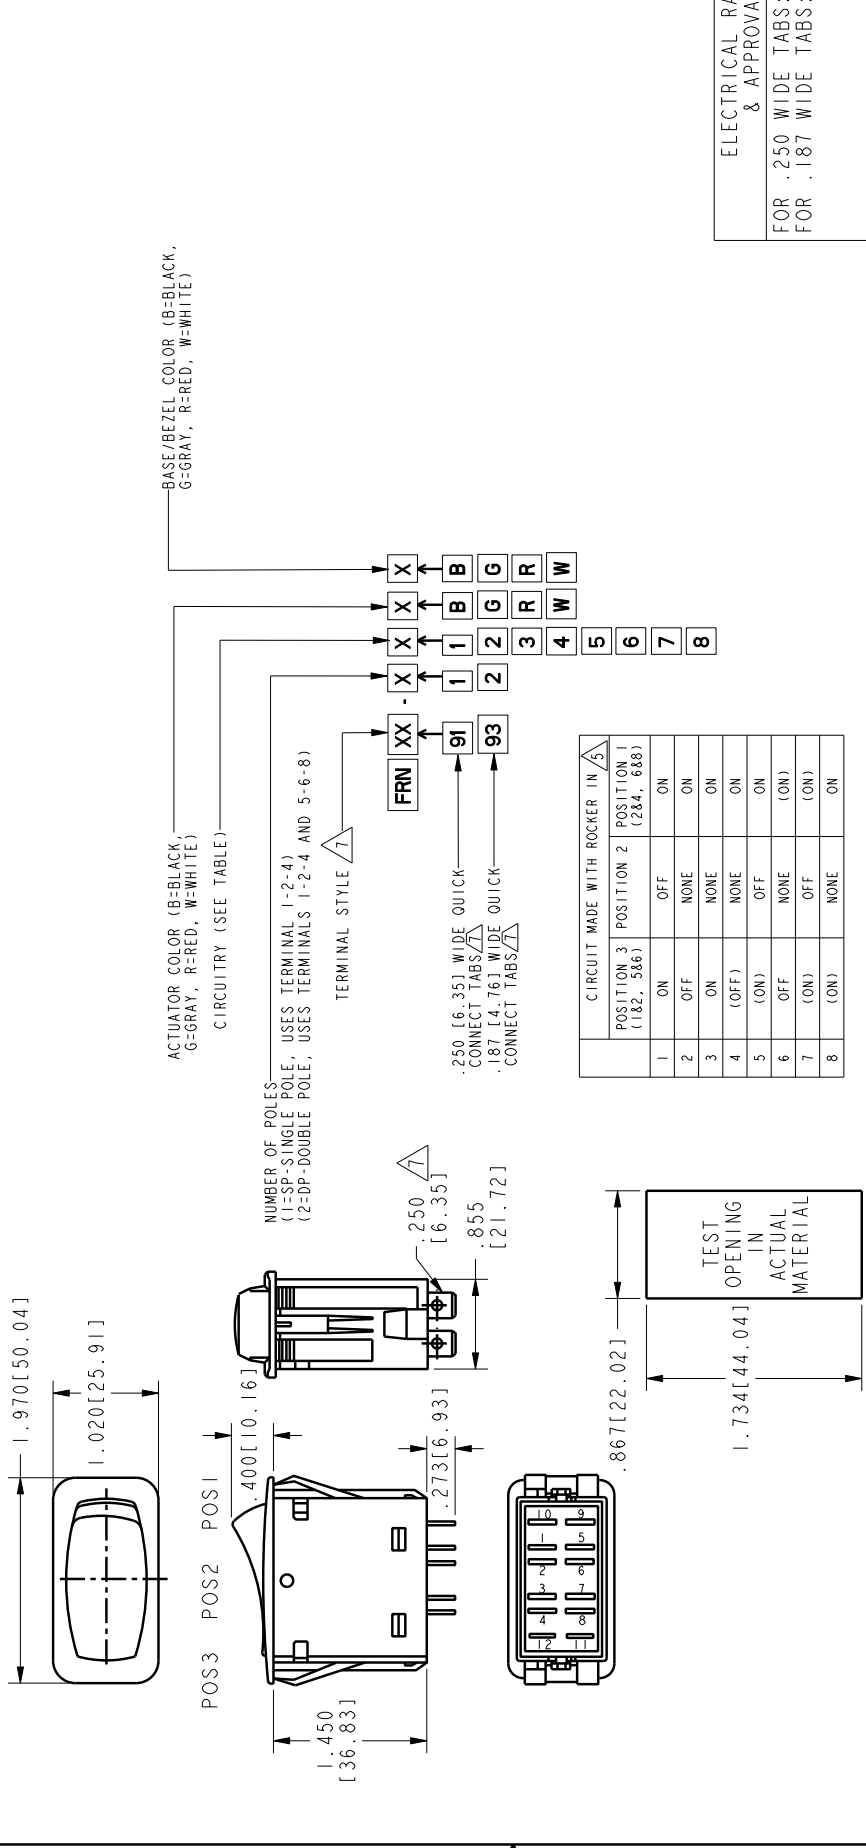 1.970[50.04]
1.020[25.91]
POS3 POS2 POS1
.400[10.16]
1.450
[36.83]
.273[6.93]
.250
[6.35]
7
.855
[21.72]
10 9
1 5
2 6
3 7
4 8
12 11
.867[22.02]
1.734[44.04]
TEST
OPENING
IN
ACTUAL
MATERIAL
BASE/BEZEL COLOR (B=BLACK,
G=GRAY, R=RED, W=WHITE)
ACTUATOR COLOR (B=BLACK,
G=GRAY, R=RED, W=WHITE)
CIRCUITRY (SEE TABLE)
NUMBER OF POLES
(1=SP-SINGLE POLE, USES TERMINAL 1-2-4)
(2=DP-DOUBLE POLE, USES TERMINALS 1-2-4 AND 5-6-8)
TERMINAL STYLE 7
FRN XX - X X X X
91 1 1 B B
93 2 2 G G
3 R R
4 W W
5
6
7
8
.250 [6.35] WIDE QUICK
CONNECT TABS 7
.187 [4.76] WIDE QUICK
CONNECT TABS 7
CIRCUIT MADE WITH ROCKER IN 5
POSITION 3 POSITION 2 POSITION 1
(1&2, 5&6) (2&4, 6&8)
1 ON OFF ON
2 OFF NONE ON
3 ON NONE ON
4 (OFF) NONE ON
5 (ON) OFF ON
6 OFF NONE (ON)
7 (ON) OFF (ON)
8 (ON) NONE ON
ELECTRICAL RA
& APPROVA
FOR .250 WIDE TABS:
FOR .187 WIDE TABS: